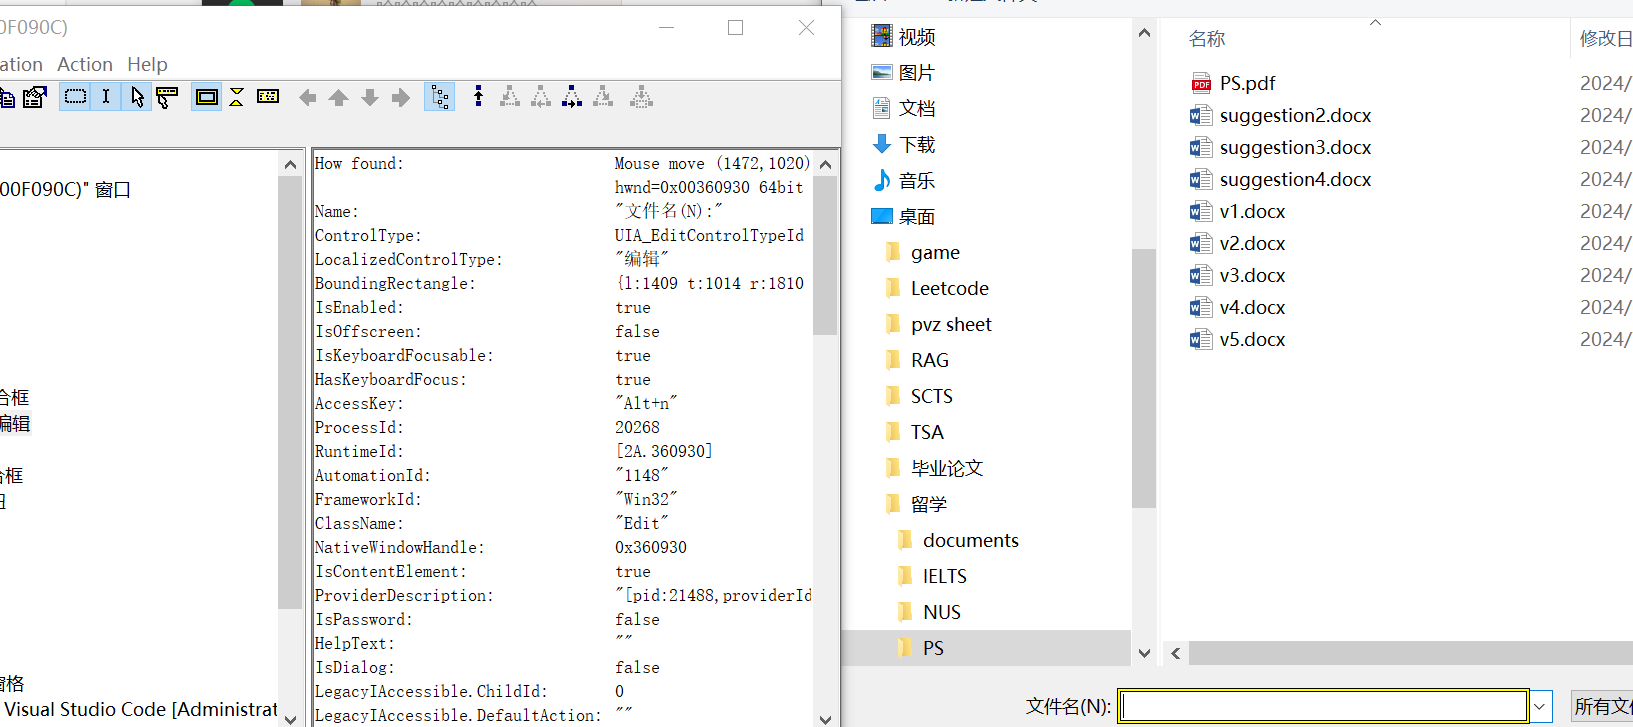 00F090C)
ation Action Help
00F090C)" 窗口
合框
编辑
合框
窗格
Visual Studio Code [Administrat
How found: Mouse move (1472,1020)
hwnd=0x00360930 64bit
Name: "文件名(N):"
ControlType: UIA_EditControlTypeId
LocalizedControlType: "编辑"
BoundingRectangle: {l:1409 t:1014 r:1810
IsEnabled: true
IsOffscreen: false
IsKeyboardFocusable: true
HasKeyboardFocus: true
AccessKey: "Alt+n"
ProcessId: 20268
RuntimeId: [2A.360930]
AutomationId: "1148"
FrameworkId: "Win32"
ClassName: "Edit"
NativeWindowHandle: 0x360930
IsContentElement: true
ProviderDescription: "[pid:21488,providerId
IsPassword: false
HelpText: ""
IsDialog: false
LegacyIAccessible.ChildId: 0
LegacyIAccessible.DefaultAction: ""
视频
图片
文档
下载
音乐
桌面
game
Leetcode
pvz sheet
RAG
SCTS
TSA
毕业论文
留学
documents
IELTS
NUS
PS
名称 修改日
PS.pdf 2024/
suggestion2.docx 2024/
suggestion3.docx 2024/
suggestion4.docx 2024/
v1.docx 2024/
v2.docx 2024/
v3.docx 2024/
v4.docx 2024/
v5.docx 2024/
文件名(N): 所有文件